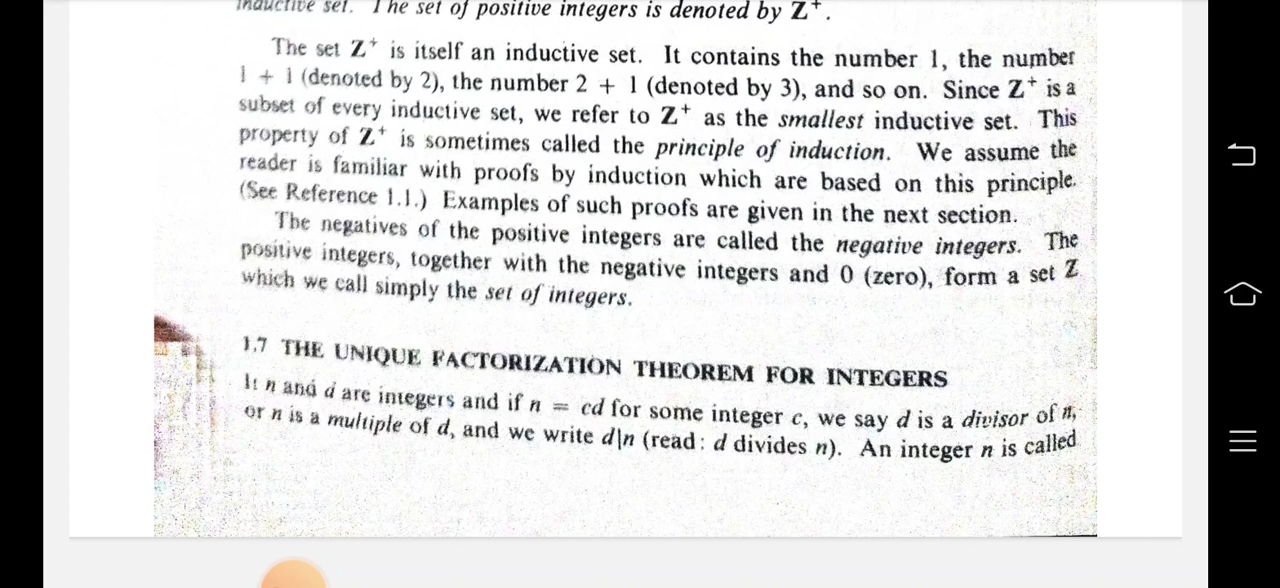 inductive set. The set of positive integers is denoted by Z⁺.
The set Z⁺ is itself an inductive set. It contains the number 1, the number
1 + 1 (denoted by 2), the number 2 + 1 (denoted by 3), and so on. Since Z⁺ is a
subset of every inductive set, we refer to Z⁺ as the smallest inductive set. This
property of Z⁺ is sometimes called the principle of induction. We assume the
reader is familiar with proofs by induction which are based on this principle.
(See Reference 1.1.) Examples of such proofs are given in the next section.
The negatives of the positive integers are called the negative integers. The
positive integers, together with the negative integers and 0 (zero), form a set Z
which we call simply the set of integers.
1.7 THE UNIQUE FACTORIZATION THEOREM FOR INTEGERS
If n and d are integers and if n = cd for some integer c, we say d is a divisor of n,
or n is a multiple of d, and we write d|n (read: d divides n). An integer n is called